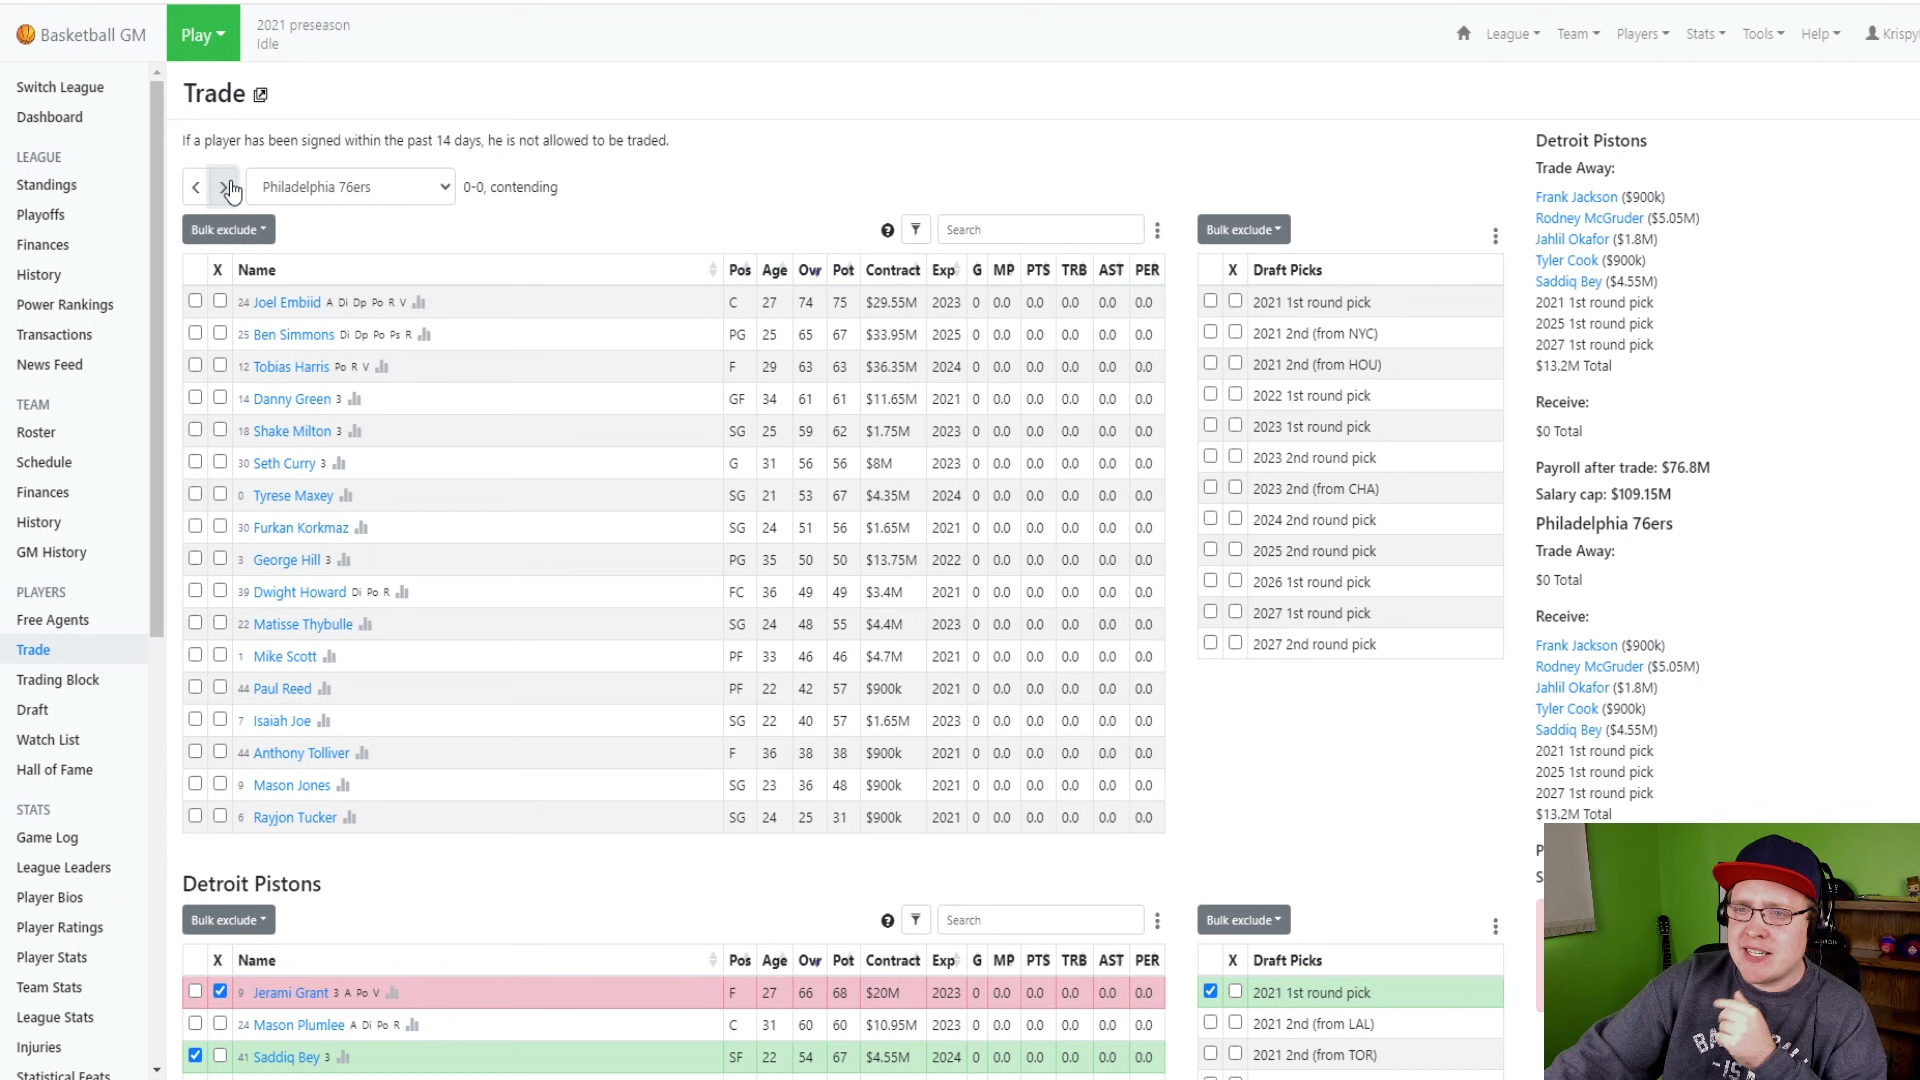 Basketball GM
Play
2021 preseason
Idle
League Team Players Stats Tools Help Krispy
Switch League
Dashboard
LEAGUE
Standings
Playoffs
Finances
History
Power Rankings
Transactions
News Feed
TEAM
Roster
Schedule
Finances
History
GM History
PLAYERS
Free Agents
Trade
Trading Block
Draft
Watch List
Hall of Fame
STATS
Game Log
League Leaders
Player Bios
Player Ratings
Player Stats
Team Stats
League Stats
Injuries
Statistical Feats
Trade
If a player has been signed within the past 14 days, he is not allowed to be traded.
Philadelphia 76ers 0-0, contending
Bulk exclude Search
X Name Pos Age Ovr Pot Contract Exp G MP PTS TRB AST PER
24 Joel Embiid A Di Dp Po R V C 27 74 75 $29.55M 2023 0 0.0 0.0 0.0 0.0 0.0
25 Ben Simmons Di Dp Po Ps R PG 25 65 67 $33.95M 2025 0 0.0 0.0 0.0 0.0 0.0
12 Tobias Harris Po R V F 29 63 63 $36.35M 2024 0 0.0 0.0 0.0 0.0 0.0
14 Danny Green 3 GF 34 61 61 $11.65M 2021 0 0.0 0.0 0.0 0.0 0.0
18 Shake Milton 3 SG 25 59 62 $1.75M 2023 0 0.0 0.0 0.0 0.0 0.0
30 Seth Curry 3 G 31 56 56 $8M 2023 0 0.0 0.0 0.0 0.0 0.0
0 Tyrese Maxey SG 21 53 67 $4.35M 2024 0 0.0 0.0 0.0 0.0 0.0
30 Furkan Korkmaz SG 24 51 56 $1.65M 2021 0 0.0 0.0 0.0 0.0 0.0
3 George Hill 3 PG 35 50 50 $13.75M 2022 0 0.0 0.0 0.0 0.0 0.0
39 Dwight Howard Di Po R FC 36 49 49 $3.4M 2021 0 0.0 0.0 0.0 0.0 0.0
22 Matisse Thybulle SG 24 48 55 $4.4M 2023 0 0.0 0.0 0.0 0.0 0.0
1 Mike Scott PF 33 46 46 $4.7M 2021 0 0.0 0.0 0.0 0.0 0.0
44 Paul Reed PF 22 42 57 $900k 2021 0 0.0 0.0 0.0 0.0 0.0
7 Isaiah Joe SG 22 40 57 $1.65M 2023 0 0.0 0.0 0.0 0.0 0.0
44 Anthony Tolliver F 36 38 38 $900k 2021 0 0.0 0.0 0.0 0.0 0.0
9 Mason Jones SG 23 36 48 $900k 2021 0 0.0 0.0 0.0 0.0 0.0
6 Rayjon Tucker SG 24 25 31 $900k 2021 0 0.0 0.0 0.0 0.0 0.0
Bulk exclude
X Draft Picks
2021 1st round pick
2021 2nd (from NYC)
2021 2nd (from HOU)
2022 1st round pick
2023 1st round pick
2023 2nd round pick
2023 2nd (from CHA)
2024 2nd round pick
2025 2nd round pick
2026 1st round pick
2027 1st round pick
2027 2nd round pick
Detroit Pistons
Bulk exclude Search
X Name Pos Age Ovr Pot Contract Exp G MP PTS TRB AST PER
9 Jerami Grant 3 A Po V F 27 66 68 $20M 2023 0 0.0 0.0 0.0 0.0 0.0
24 Mason Plumlee A Di Po R C 31 60 60 $10.95M 2023 0 0.0 0.0 0.0 0.0 0.0
41 Saddiq Bey 3 SF 22 54 67 $4.55M 2024 0 0.0 0.0 0.0 0.0 0.0
Bulk exclude
X Draft Picks
2021 1st round pick
2021 2nd (from LAL)
2021 2nd (from TOR)
Detroit Pistons
Trade Away:
Frank Jackson ($900k)
Rodney McGruder ($5.05M)
Jahlil Okafor ($1.8M)
Tyler Cook ($900k)
Saddiq Bey ($4.55M)
2021 1st round pick
2025 1st round pick
2027 1st round pick
$13.2M Total
Receive:
$0 Total
Payroll after trade: $76.8M
Salary cap: $109.15M
Philadelphia 76ers
Trade Away:
$0 Total
Receive:
Frank Jackson ($900k)
Rodney McGruder ($5.05M)
Jahlil Okafor ($1.8M)
Tyler Cook ($900k)
Saddiq Bey ($4.55M)
2021 1st round pick
2025 1st round pick
2027 1st round pick
$13.2M Total